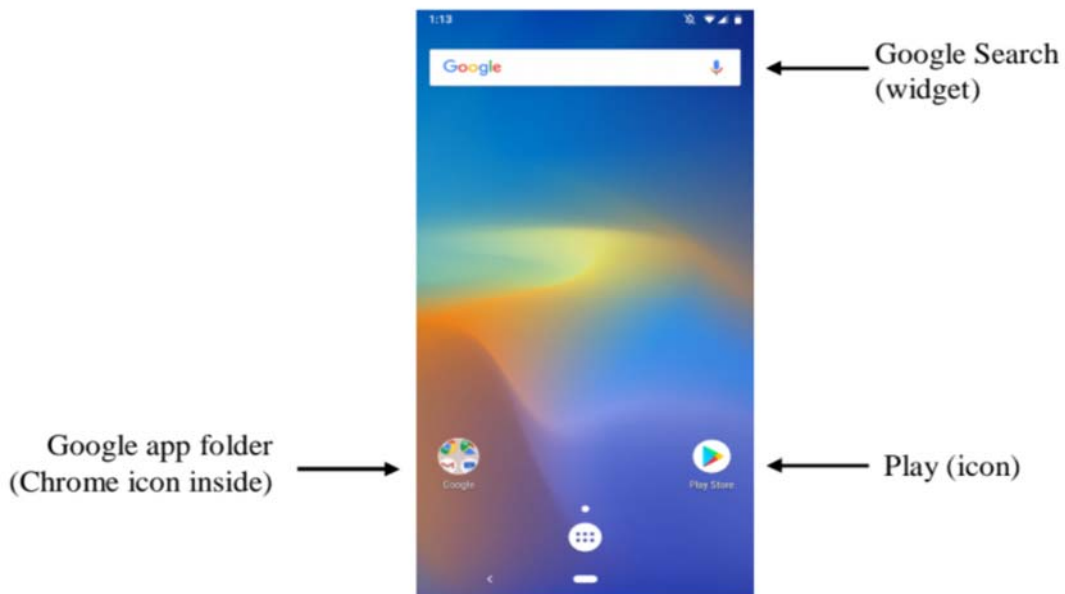 1:13
Google
Google Search
(widget)
Google app folder
(Chrome icon inside)
Google
Play Store
Play (icon)